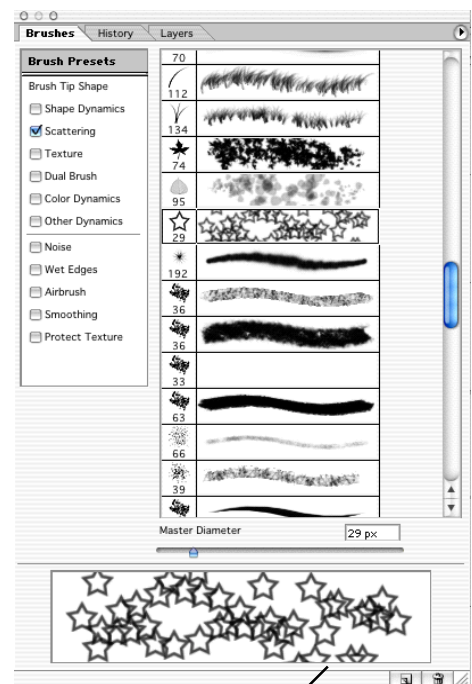 Brushes History Layers
Brush Presets
Brush Tip Shape
Shape Dynamics
Scattering
Texture
Dual Brush
Color Dynamics
Other Dynamics
Noise
Wet Edges
Airbrush
Smoothing
Protect Texture
70
112
134
74
95
29
192
36
36
33
63
66
39
Master Diameter 29 px